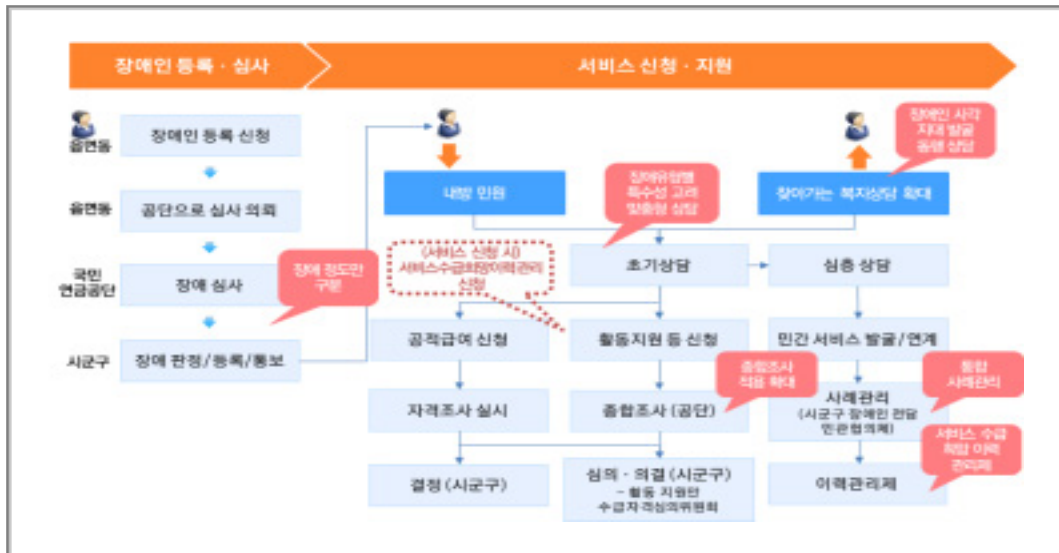 장애인 등록 · 심사
서비스 신청 · 지원
읍면동
장애인 등록 신청
읍면동
공단으로 심사 의뢰
국민
연금공단
장애 심사
장애 정도만
구분
시군구
장애 판정/등록/통보
내방 민원
장애유형별
특수성 고려
맞춤형 상담
장애인 사각
지대 발굴
동행 상담
찾아가는 복지상담 확대
(서비스 신청 시)
서비스수급희망이력관리
신청
초기상담
심층 상담
공적급여 신청
활동지원 등 신청
민간 서비스 발굴/연계
종합조사
적용 확대
통합
사례관리
자격조사 실시
종합조사 (공단)
사례관리
(시군구 장애인 전담
민관협의체)
서비스 수급
희망 이력
관리제
결정 (시군구)
심의 · 의결 (시군구)
– 활동 지원만
수급자격심의위원회
이력관리제